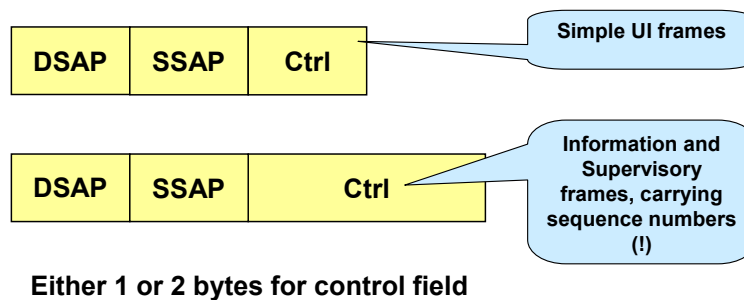 Simple UI frames
DSAP SSAP Ctrl
Information and
Supervisory
frames, carrying
sequence numbers
(!)
DSAP SSAP Ctrl
Either 1 or 2 bytes for control field